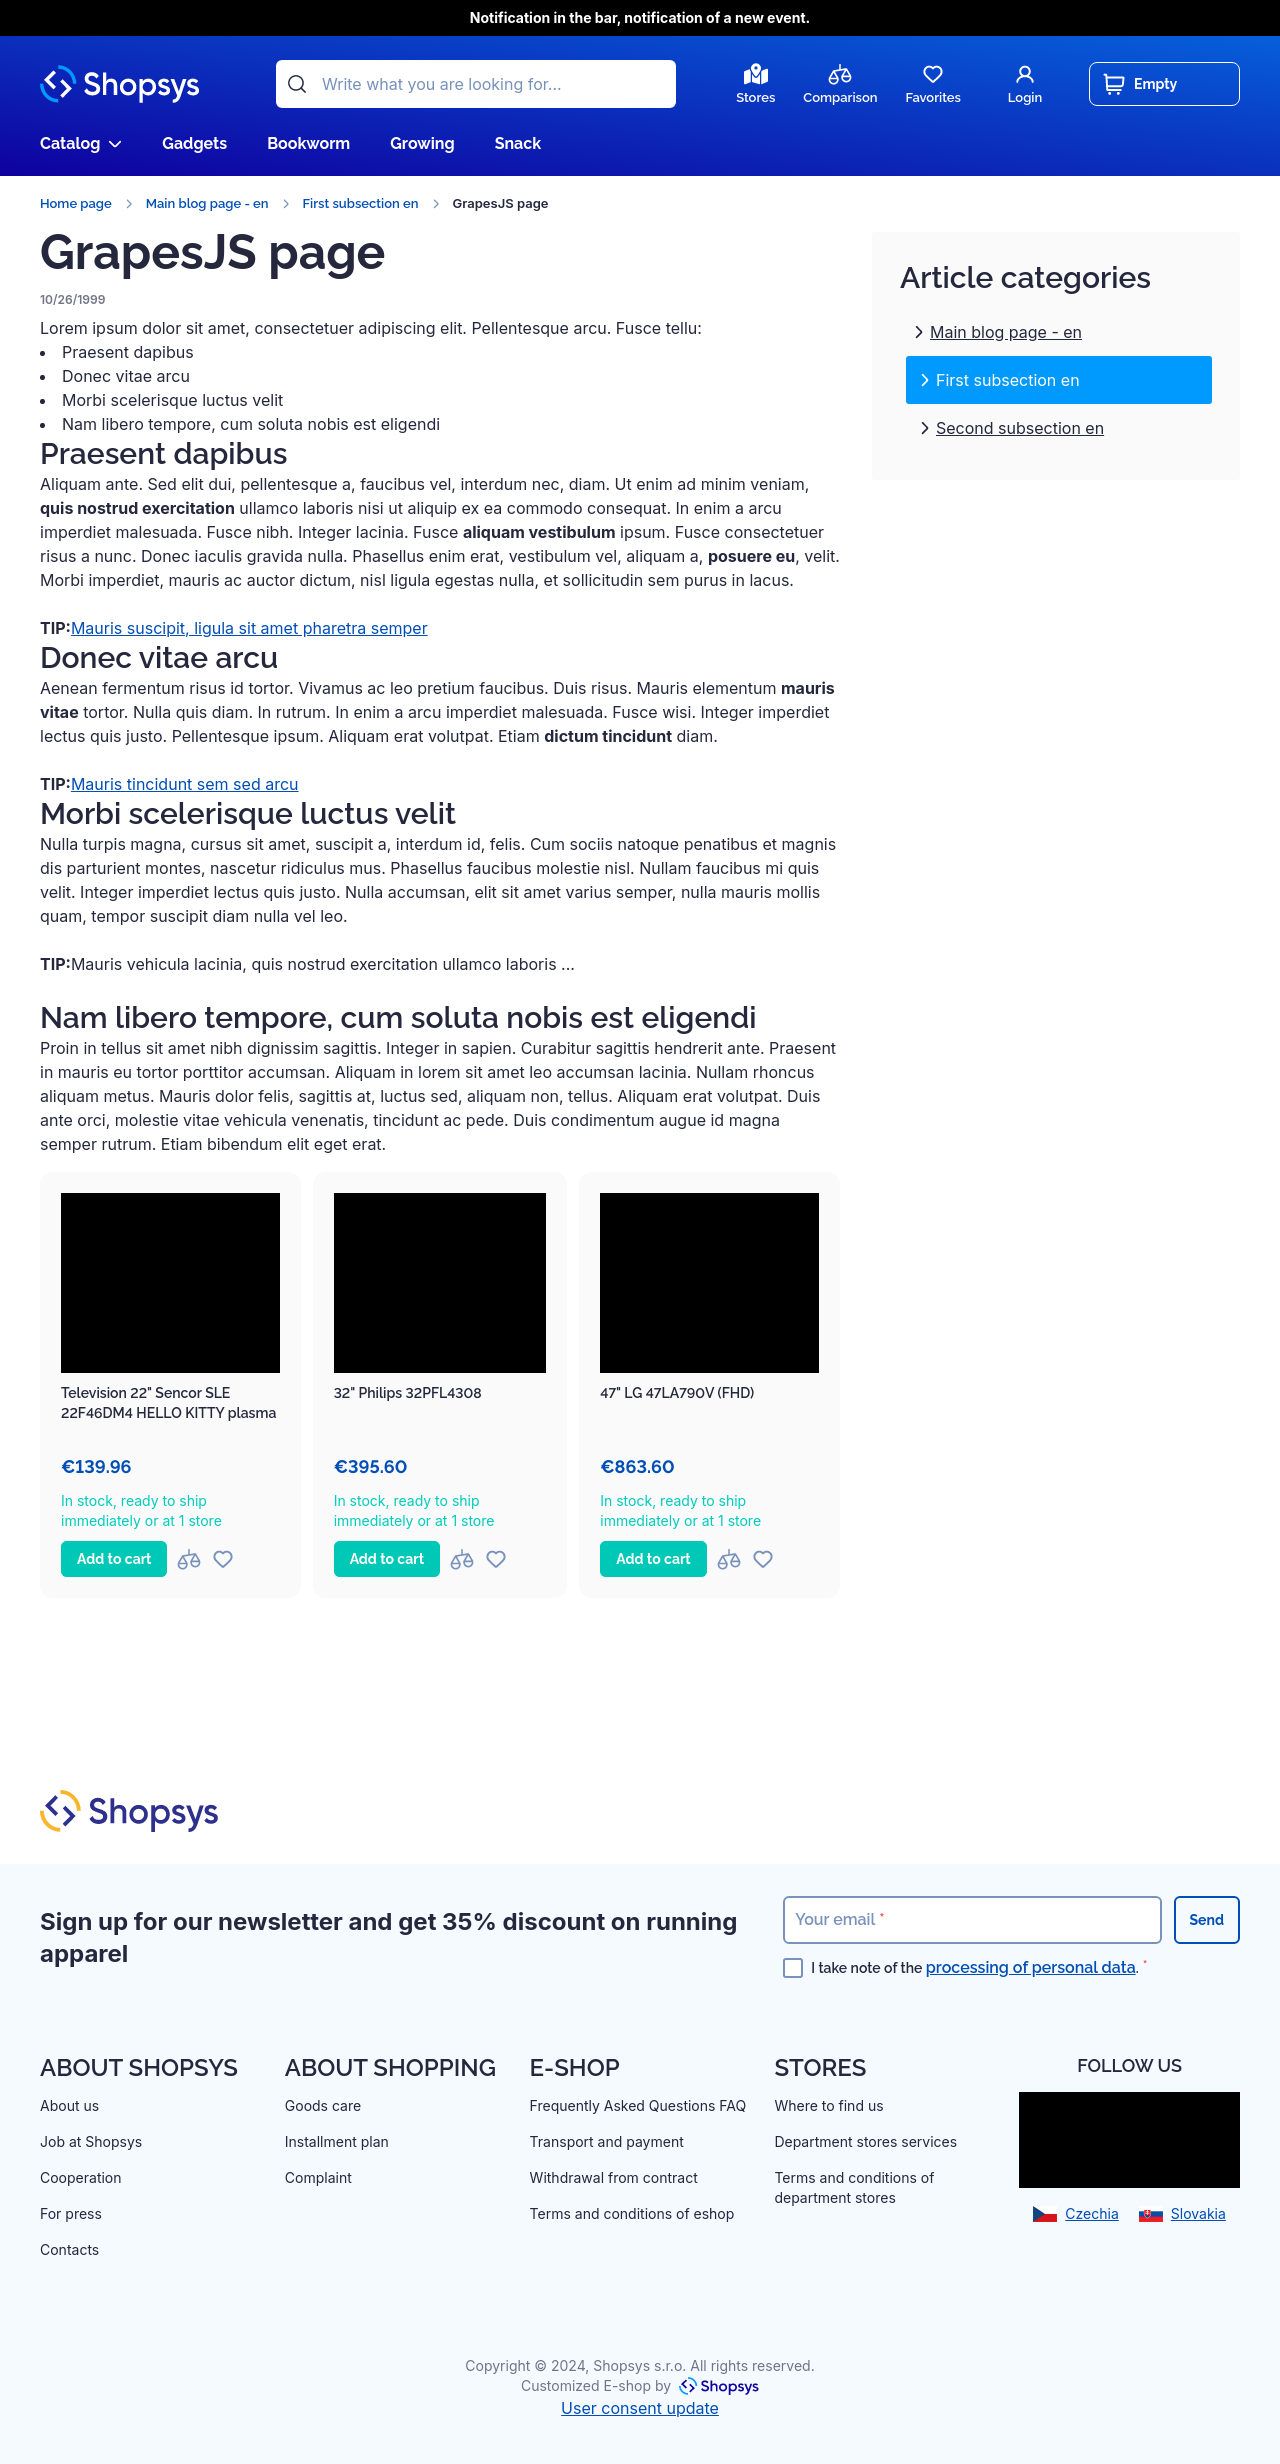 Notification in the bar, notification of a new event.
Shopsys
Write what you are looking for...
Stores
Comparison
Favorites
Login
Empty
Catalog
Gadgets
Bookworm
Growing
Snack
Home page
Main blog page - en
First subsection en
GrapesJS page
GrapesJS page
10/26/1999
Lorem ipsum dolor sit amet, consectetuer adipiscing elit. Pellentesque arcu. Fusce tellu:
• Praesent dapibus
• Donec vitae arcu
• Morbi scelerisque luctus velit
• Nam libero tempore, cum soluta nobis est eligendi
Praesent dapibus
Aliquam ante. Sed elit dui, pellentesque a, faucibus vel, interdum nec, diam. Ut enim ad minim veniam,
quis nostrud exercitation ullamco laboris nisi ut aliquip ex ea commodo consequat. In enim a arcu
imperdiet malesuada. Fusce nibh. Integer lacinia. Fusce aliquam vestibulum ipsum. Fusce consectetuer
risus a nunc. Donec iaculis gravida nulla. Phasellus enim erat, vestibulum vel, aliquam a, posuere eu, velit.
Morbi imperdiet, mauris ac auctor dictum, nisl ligula egestas nulla, et sollicitudin sem purus in lacus.
TIP:Mauris suscipit, ligula sit amet pharetra semper
Donec vitae arcu
Aenean fermentum risus id tortor. Vivamus ac leo pretium faucibus. Duis risus. Mauris elementum mauris
vitae tortor. Nulla quis diam. In rutrum. In enim a arcu imperdiet malesuada. Fusce wisi. Integer imperdiet
lectus quis justo. Pellentesque ipsum. Aliquam erat volutpat. Etiam dictum tincidunt diam.
TIP:Mauris tincidunt sem sed arcu
Morbi scelerisque luctus velit
Nulla turpis magna, cursus sit amet, suscipit a, interdum id, felis. Cum sociis natoque penatibus et magnis
dis parturient montes, nascetur ridiculus mus. Phasellus faucibus molestie nisl. Nullam faucibus mi quis
velit. Integer imperdiet lectus quis justo. Nulla accumsan, elit sit amet varius semper, nulla mauris mollis
quam, tempor suscipit diam nulla vel leo.
TIP:Mauris vehicula lacinia, quis nostrud exercitation ullamco laboris ...
Nam libero tempore, cum soluta nobis est eligendi
Proin in tellus sit amet nibh dignissim sagittis. Integer in sapien. Curabitur sagittis hendrerit ante. Praesent
in mauris eu tortor porttitor accumsan. Aliquam in lorem sit amet leo accumsan lacinia. Nullam rhoncus
aliquam metus. Mauris dolor felis, sagittis at, luctus sed, aliquam non, tellus. Aliquam erat volutpat. Duis
ante orci, molestie vitae vehicula venenatis, tincidunt ac pede. Duis condimentum augue id magna
semper rutrum. Etiam bibendum elit eget erat.
Article categories
Main blog page - en
First subsection en
Second subsection en
Television 22" Sencor SLE
22F46DM4 HELLO KITTY plasma
€139.96
In stock, ready to ship
immediately or at 1 store
Add to cart
32" Philips 32PFL4308
€395.60
In stock, ready to ship
immediately or at 1 store
Add to cart
47" LG 47LA790V (FHD)
€863.60
In stock, ready to ship
immediately or at 1 store
Add to cart
Shopsys
Sign up for our newsletter and get 35% discount on running
apparel
Your email *
Send
I take note of the processing of personal data. *
ABOUT SHOPSYS
About us
Job at Shopsys
Cooperation
For press
Contacts
ABOUT SHOPPING
Goods care
Installment plan
Complaint
E-SHOP
Frequently Asked Questions FAQ
Transport and payment
Withdrawal from contract
Terms and conditions of eshop
STORES
Where to find us
Department stores services
Terms and conditions of
department stores
FOLLOW US
Czechia
Slovakia
Copyright © 2024, Shopsys s.r.o. All rights reserved.
Customized E-shop by Shopsys
User consent update